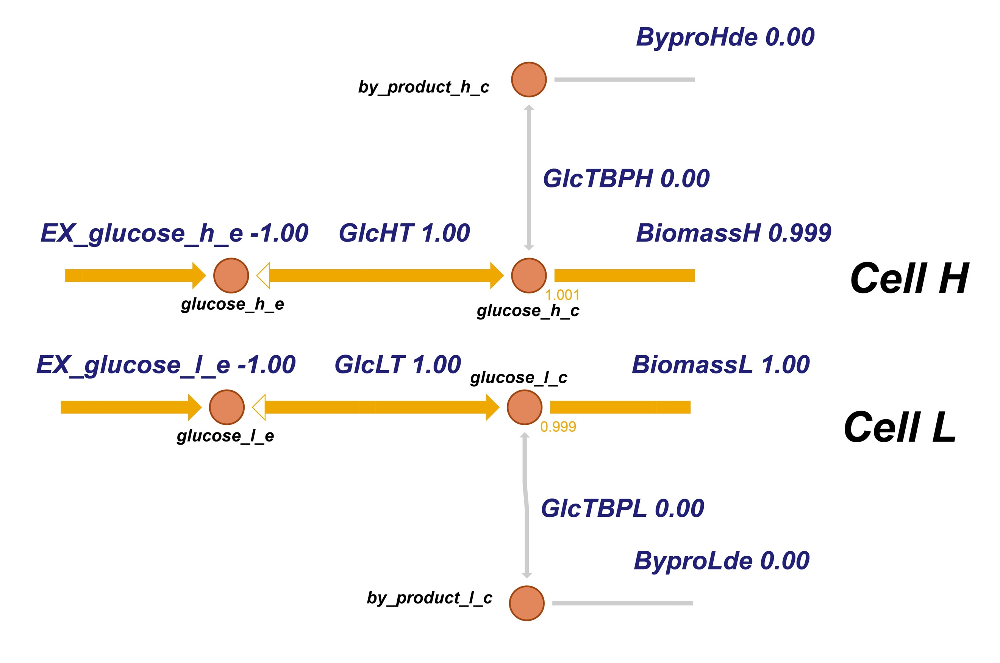 ByproHde 0.00
by_product_h_c
GlcTBPH 0.00
EX_glucose_h_e -1.00
GlcHT 1.00
BiomassH 0.999
Cell H
1.001
glucose_h_e
glucose_h_c
EX_glucose_l_e -1.00
GlcLT 1.00
glucose_l_c
BiomassL 1.00
Cell L
0.999
glucose_l_e
GlcTBPL 0.00
ByproLde 0.00
by_product_l_c